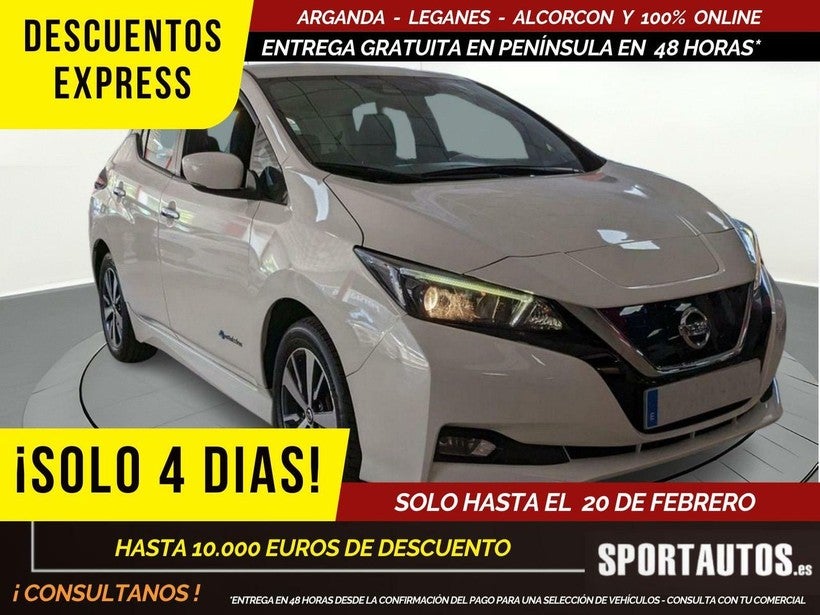 DESCUENTOS
EXPRESS
ARGANDA - LEGANES - ALCORCON Y 100% ONLINE
ENTREGA GRATUITA EN PENÍNSULA EN 48 HORAS*
NISSAN
E
¡SOLO 4 DIAS!
SOLO HASTA EL 20 DE FEBRERO
HASTA 10.000 EUROS DE DESCUENTO
SPORTAUTOS.es
¡ CONSULTANOS !
*ENTREGA EN 48 HORAS DESDE LA CONFIRMACIÓN DEL PAGO PARA UNA SELECCIÓN DE VEHÍCULOS - CONSULTA CON TU COMERCIAL